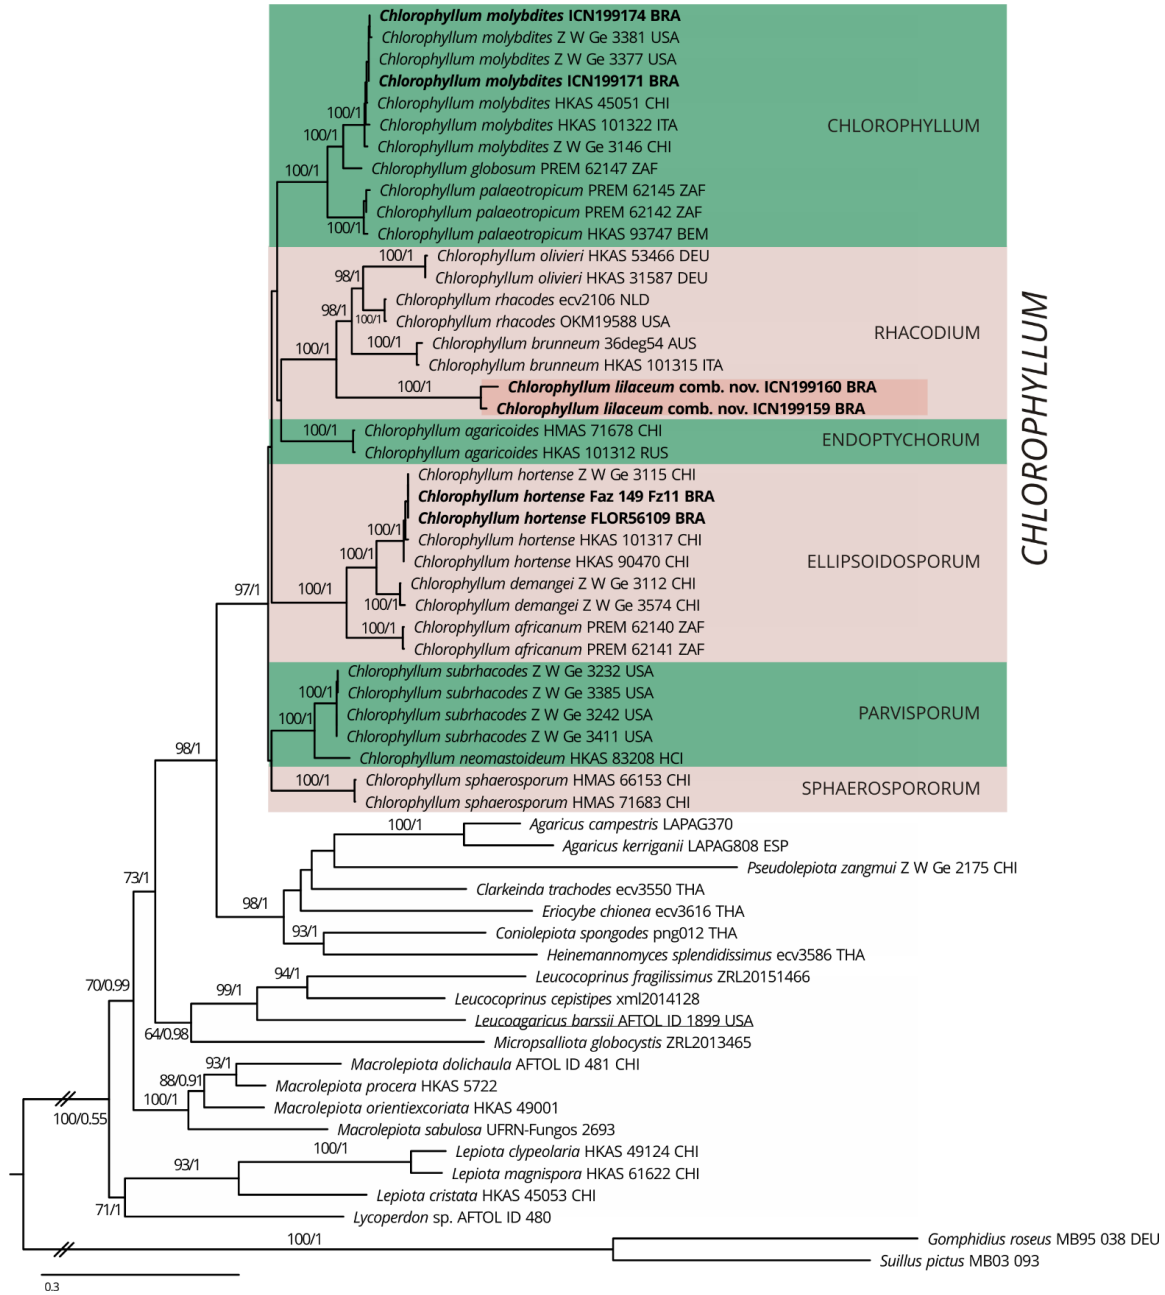 Chlorophyllum molybdites ICN199174 BRA
Chlorophyllum molybdites Z W Ge 3381 USA
Chlorophyllum molybdites Z W Ge 3377 USA
Chlorophyllum molybdites ICN199171 BRA
100/1
Chlorophyllum molybdites HKAS 45051 CHI
100/1
Chlorophyllum molybdites HKAS 101322 ITA
CHLOROPHYLLUM
Chlorophyllum molybdites Z W Ge 3146 CHI
100/1
Chlorophyllum globosum PREM 62147 ZAF
Chlorophyllum palaeotropicum PREM 62145 ZAF
Chlorophyllum palaeotropicum PREM 62142 ZAF
100/1
Chlorophyllum palaeotropicum HKAS 93747 BEM
100/1
Chlorophyllum olivieri HKAS 53466 DEU
98/1
Chlorophyllum olivieri HKAS 31587 DEU
Chlorophyllum rhacodes ecv2106 NLD
98/1
100/1
Chlorophyllum rhacodes OKM19588 USA
RHACODIUM
100/1
100/1
Chlorophyllum brunneum 36deg54 AUS
Chlorophyllum brunneum HKAS 101315 ITA
100/1
Chlorophyllum lilaceum comb. nov. ICN199160 BRA
Chlorophyllum lilaceum comb. nov. ICN199159 BRA
CHLOROPHYLLUM
100/1
Chlorophyllum agaricoides HMAS 71678 CHI
ENDOPTYCHORUM
Chlorophyllum agaricoides HKAS 101312 RUS
Chlorophyllum hortense Z W Ge 3115 CHI
Chlorophyllum hortense Faz 149 Fz11 BRA
Chlorophyllum hortense FLOR56109 BRA
100/1
Chlorophyllum hortense HKAS 101317 CHI
100/1
Chlorophyllum hortense HKAS 90470 CHI
ELLIPSOIDOSPORUM
100/1
Chlorophyllum demangei Z W Ge 3112 CHI
100/1
Chlorophyllum demangei Z W Ge 3574 CHI
97/1
100/1
Chlorophyllum africanum PREM 62140 ZAF
Chlorophyllum africanum PREM 62141 ZAF
Chlorophyllum subrhacodes Z W Ge 3232 USA
100/1
Chlorophyllum subrhacodes Z W Ge 3385 USA
100/1
Chlorophyllum subrhacodes Z W Ge 3242 USA
PARVISPORUM
Chlorophyllum subrhacodes Z W Ge 3411 USA
98/1
Chlorophyllum neomastoideum HKAS 83208 HCI
100/1
Chlorophyllum sphaerosporum HMAS 66153 CHI
SPHAEROSPORORUM
Chlorophyllum sphaerosporum HMAS 71683 CHI
100/1
Agaricus campestris LAPAG370
Agaricus kerriganii LAPAG808 ESP
Pseudolepiota zangmui Z W Ge 2175 CHI
73/1
Clarkeinda trachodes ecv3550 THA
98/1
Eriocybe chionea ecv3616 THA
93/1
Coniolepiota spongodes png012 THA
Heinemannomyces splendidissimus ecv3586 THA
94/1
Leucocoprinus fragilissimus ZRL20151466
70/0.99
99/1
Leucocoprinus cepistipes xml2014128
Leucoagaricus barssii AFTOL ID 1899 USA
64/0.98
Micropsalliota globocystis ZRL2013465
93/1
Macrolepiota dolichaula AFTOL ID 481 CHI
88/0.91
Macrolepiota procera HKAS 5722
100/1
Macrolepiota orientiexcoriata HKAS 49001
100/0.55
Macrolepiota sabulosa UFRN-Fungos 2693
100/1
Lepiota clypeolaria HKAS 49124 CHI
93/1
Lepiota magnispora HKAS 61622 CHI
Lepiota cristata HKAS 45053 CHI
71/1
Lycoperdon sp. AFTOL ID 480
100/1
Gomphidius roseus MB95 038 DEU
Suillus pictus MB03 093
0.3